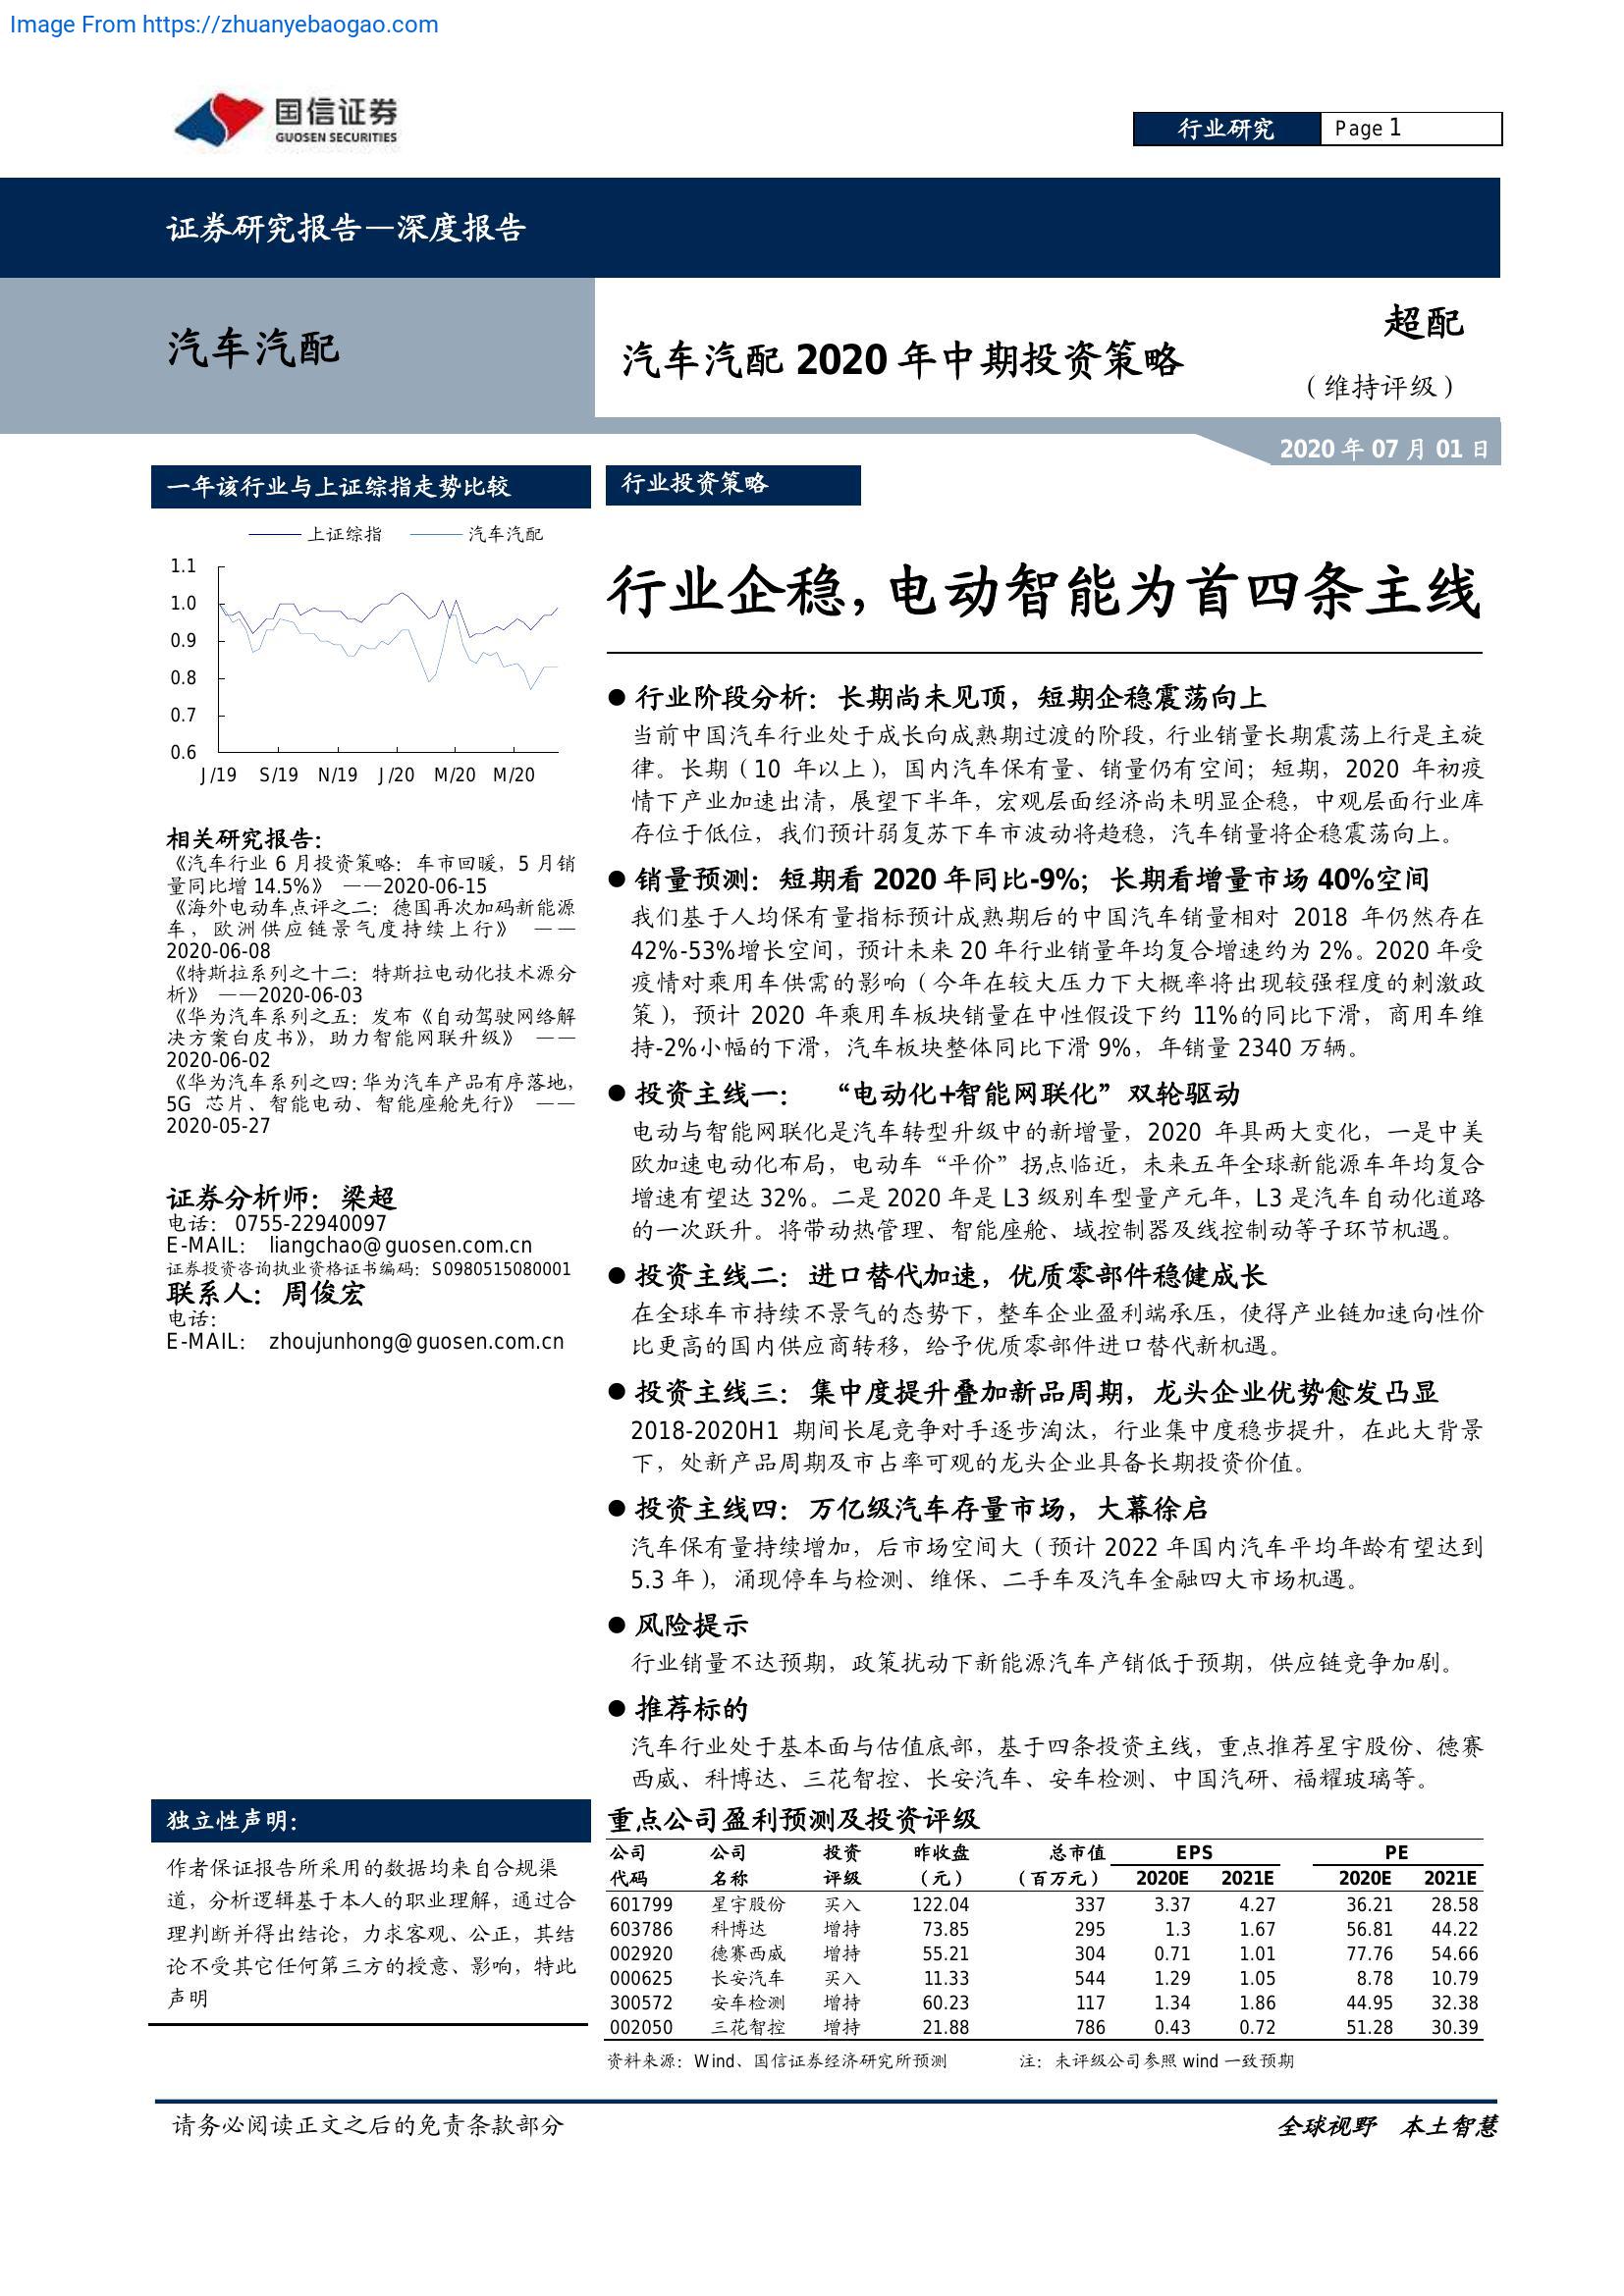 Image From https://zhuanyebaogao.com
国信证券
GUOSEN SECURITIES
行业研究
Page 1
证券研究报告—深度报告
汽车汽配
汽车汽配 2020 年中期投资策略
超配
（维持评级）
2020 年 07 月 01 日
一年该行业与上证综指走势比较
上证综指 汽车汽配
1.1
1.0
0.9
0.8
0.7
0.6
J/19 S/19 N/19 J/20 M/20 M/20
相关研究报告：
《汽车行业 6 月投资策略：车市回暖，5 月销
量同比增 14.5%》 ——2020-06-15
《海外电动车点评之二：德国再次加码新能源
车，欧洲供应链景气度持续上行》 ——
2020-06-08
《特斯拉系列之十二：特斯拉电动化技术源分
析》 ——2020-06-03
《华为汽车系列之五：发布《自动驾驶网络解
决方案白皮书》，助力智能网联升级》 ——
2020-06-02
《华为汽车系列之四：华为汽车产品有序落地，
5G 芯片、智能电动、智能座舱先行》 ——
2020-05-27
证券分析师：梁超
电话： 0755-22940097
E-MAIL： liangchao@guosen.com.cn
证券投资咨询执业资格证书编码：S0980515080001
联系人：周俊宏
电话：
E-MAIL： zhoujunhong@guosen.com.cn
独立性声明：
作者保证报告所采用的数据均来自合规渠
道，分析逻辑基于本人的职业理解，通过合
理判断并得出结论，力求客观、公正，其结
论不受其它任何第三方的授意、影响，特此
声明
行业投资策略
行业企稳，电动智能为首四条主线
● 行业阶段分析：长期尚未见顶，短期企稳震荡向上
当前中国汽车行业处于成长向成熟期过渡的阶段，行业销量长期震荡上行是主旋
律。长期（10 年以上），国内汽车保有量、销量仍有空间；短期，2020 年初疫
情下产业加速出清，展望下半年，宏观层面经济尚未明显企稳，中观层面行业库
存位于低位，我们预计弱复苏下车市波动将趋稳，汽车销量将企稳震荡向上。
● 销量预测：短期看 2020 年同比-9%；长期看增量市场 40%空间
我们基于人均保有量指标预计成熟期后的中国汽车销量相对 2018 年仍然存在
42%-53%增长空间，预计未来 20 年行业销量年均复合增速约为 2%。2020 年受
疫情对乘用车供需的影响（今年在较大压力下大概率将出现较强程度的刺激政
策），预计 2020 年乘用车板块销量在中性假设下约 11%的同比下滑，商用车维
持-2%小幅的下滑，汽车板块整体同比下滑 9%，年销量 2340 万辆。
● 投资主线一： “电动化+智能网联化”双轮驱动
电动与智能网联化是汽车转型升级中的新增量，2020 年具两大变化，一是中美
欧加速电动化布局，电动车“平价”拐点临近，未来五年全球新能源车年均复合
增速有望达 32%。二是 2020 年是 L3 级别车型量产元年，L3 是汽车自动化道路
的一次跃升。将带动热管理、智能座舱、域控制器及线控制动等子环节机遇。
● 投资主线二：进口替代加速，优质零部件稳健成长
在全球车市持续不景气的态势下，整车企业盈利端承压，使得产业链加速向性价
比更高的国内供应商转移，给予优质零部件进口替代新机遇。
● 投资主线三：集中度提升叠加新品周期，龙头企业优势愈发凸显
2018-2020H1 期间长尾竞争对手逐步淘汰，行业集中度稳步提升，在此大背景
下，处新产品周期及市占率可观的龙头企业具备长期投资价值。
● 投资主线四：万亿级汽车存量市场，大幕徐启
汽车保有量持续增加，后市场空间大（预计 2022 年国内汽车平均年龄有望达到
5.3 年），涌现停车与检测、维保、二手车及汽车金融四大市场机遇。
● 风险提示
行业销量不达预期，政策扰动下新能源汽车产销低于预期，供应链竞争加剧。
● 推荐标的
汽车行业处于基本面与估值底部，基于四条投资主线，重点推荐星宇股份、德赛
西威、科博达、三花智控、长安汽车、安车检测、中国汽研、福耀玻璃等。
重点公司盈利预测及投资评级
公司 公司 投资 昨收盘 总市值 EPS PE
代码 名称 评级 （元） （百万元） 2020E 2021E 2020E 2021E
601799 星宇股份 买入 122.04 337 3.37 4.27 36.21 28.58
603786 科博达 增持 73.85 295 1.3 1.67 56.81 44.22
002920 德赛西威 增持 55.21 304 0.71 1.01 77.76 54.66
000625 长安汽车 买入 11.33 544 1.29 1.05 8.78 10.79
300572 安车检测 增持 60.23 117 1.34 1.86 44.95 32.38
002050 三花智控 增持 21.88 786 0.43 0.72 51.28 30.39
资料来源：Wind、国信证券经济研究所预测 注：未评级公司参照 wind 一致预期
请务必阅读正文之后的免责条款部分
全球视野 本土智慧